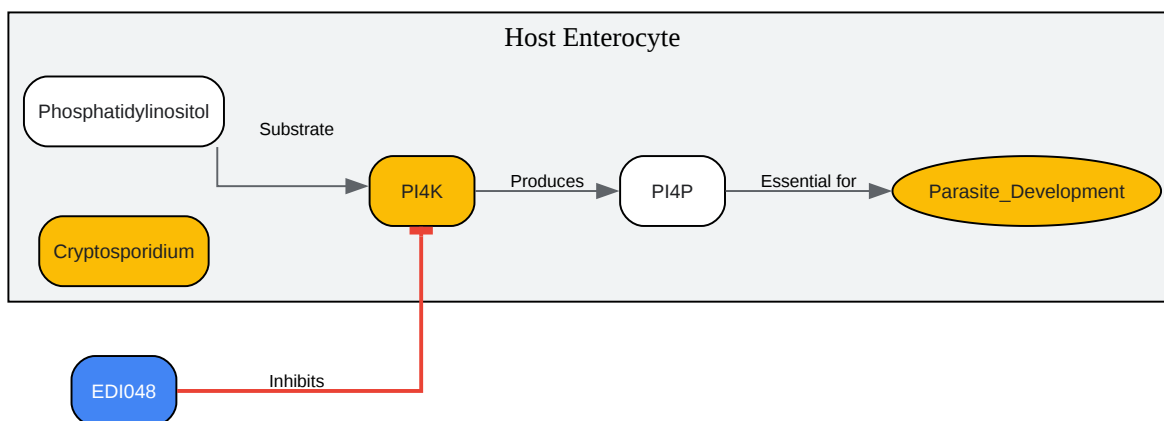 Host Enterocyte
Phosphatidylinositol
Substrate
PI4K
Produces
PI4P
Essential for
Parasite_Development
Cryptosporidium
EDI048
Inhibits